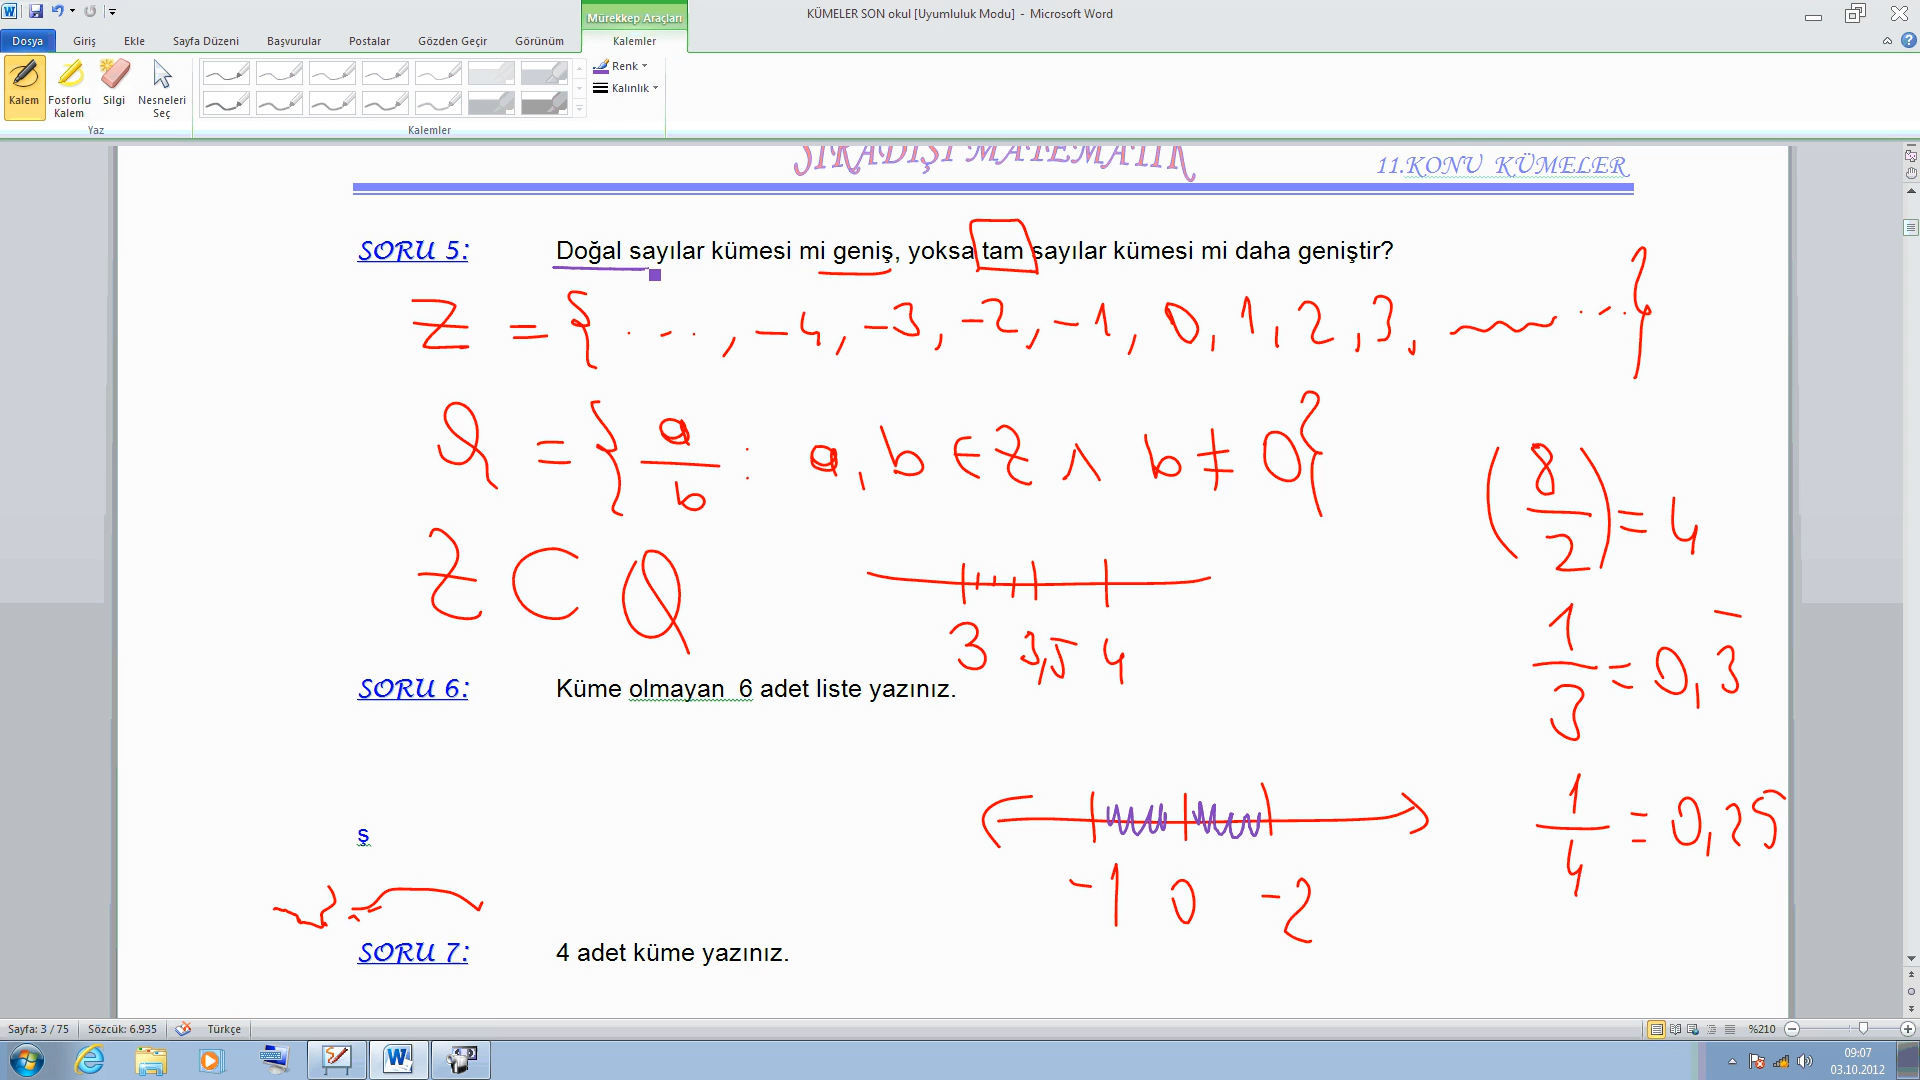 KÜMELER SON okul [Uyumluluk Modu] - Microsoft Word
Mürekkep Araçları
Dosya Giriş Ekle Sayfa Düzeni Başvurular Postalar Gözden Geçir Görünüm Kalemler
Kalem Fosforlu Kalem Silgi Nesneleri Seç
Renk
Kalınlık
Yaz Kalemler
SIRADIŞI MATEMATİK 11.KONU KÜMELER
SORU 5: Doğal sayılar kümesi mi geniş, yoksa tam sayılar kümesi mi daha geniştir?
Z = { ..., -4, -3, -2, -1, 0, 1, 2, 3, ... }
Q = { a/b : a, b ∈ Z ∧ b ≠ 0 }
(8/2) = 4
Z ⊂ Q
3 3,5 4
1/3 = 0,3̅
SORU 6: Küme olmayan 6 adet liste yazınız.
1/4 = 0,25
ş
-1 0 -2
SORU 7: 4 adet küme yazınız.
Sayfa: 3 / 75 Sözcük: 6.935 Türkçe %210
09:07
03.10.2012